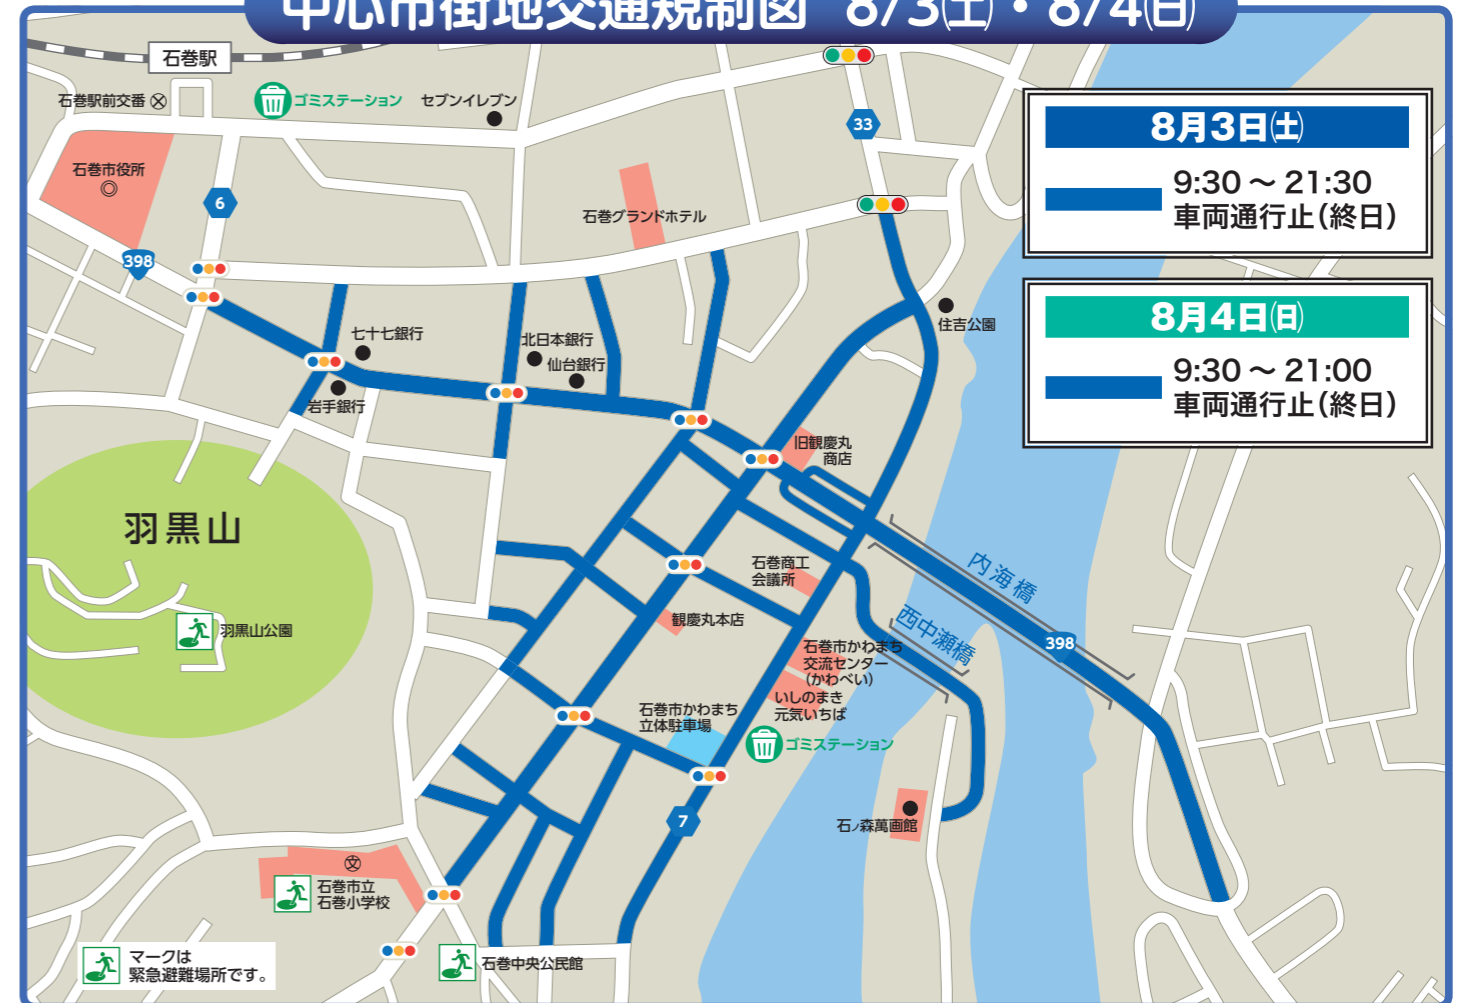 中心市街地交通規制図 8/3㈯・8/4㈰
石巻駅
石巻駅前交番
ゴミステーション
セブンイレブン
33
8月3日㈯
9:30 ～ 21:30
車両通行止(終日)
石巻市役所
6
石巻グランドホテル
398
8月4日㈰
9:30 ～ 21:00
車両通行止(終日)
住吉公園
七十七銀行
北日本銀行
仙台銀行
岩手銀行
旧観慶丸
商店
羽黒山
石巻商工
会議所
内海橋
西中瀬橋
398
羽黒山公園
観慶丸本店
石巻市かわまち
交流センター
(かわべい)
いしのまき
元気いちば
石巻市かわまち
立体駐車場
ゴミステーション
7
石ノ森萬画館
文
石巻市立
石巻小学校
マークは
緊急避難場所です。
石巻中央公民館